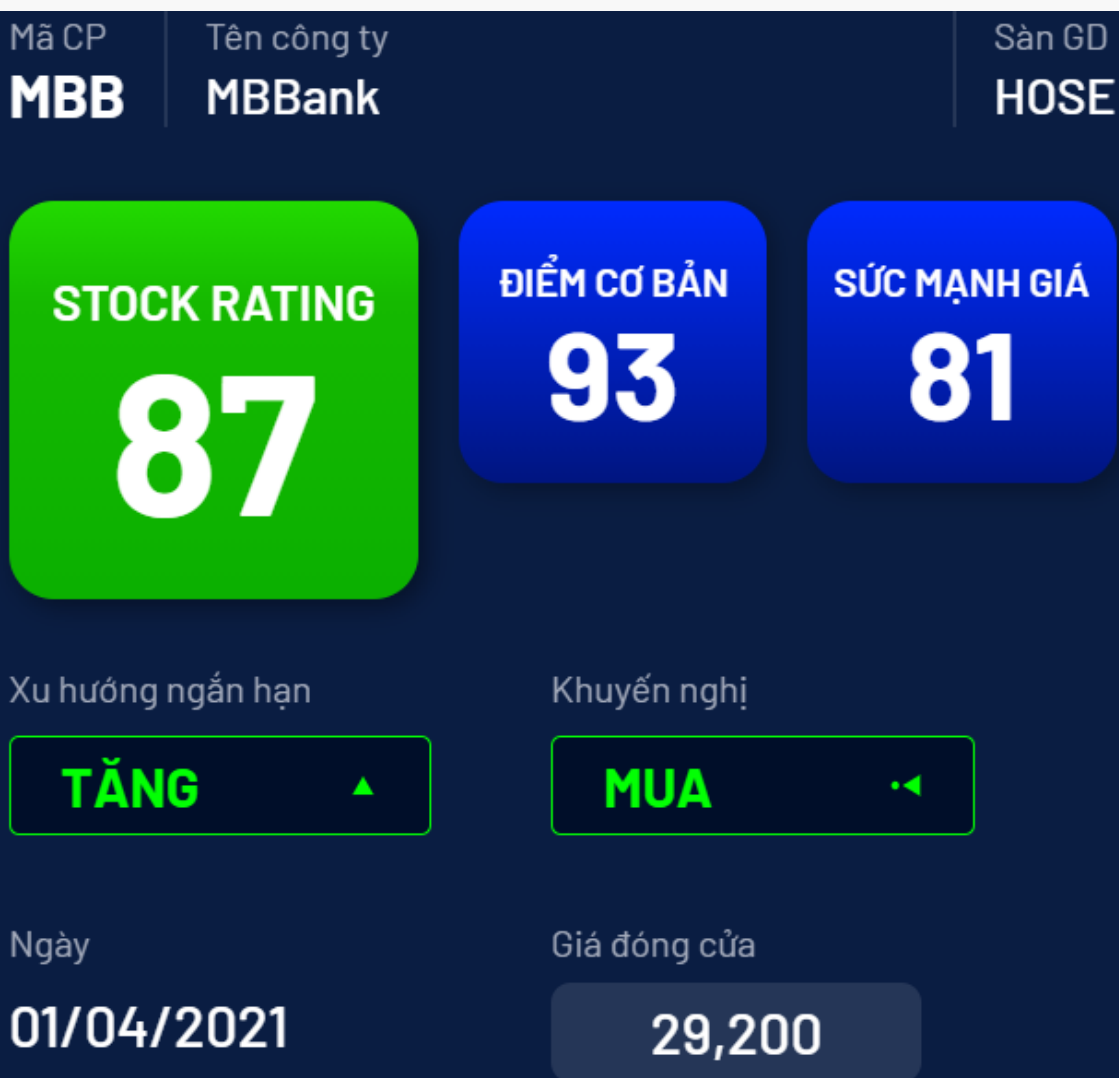 Mã CP
MBB
Tên công ty
MBBank
Sàn GD
HOSE
STOCK RATING
87
ĐIỂM CƠ BẢN
93
SỨC MẠNH GIÁ
81
Xu hướng ngắn hạn
TĂNG
Khuyến nghị
MUA
Ngày
01/04/2021
Giá đóng cửa
29,200